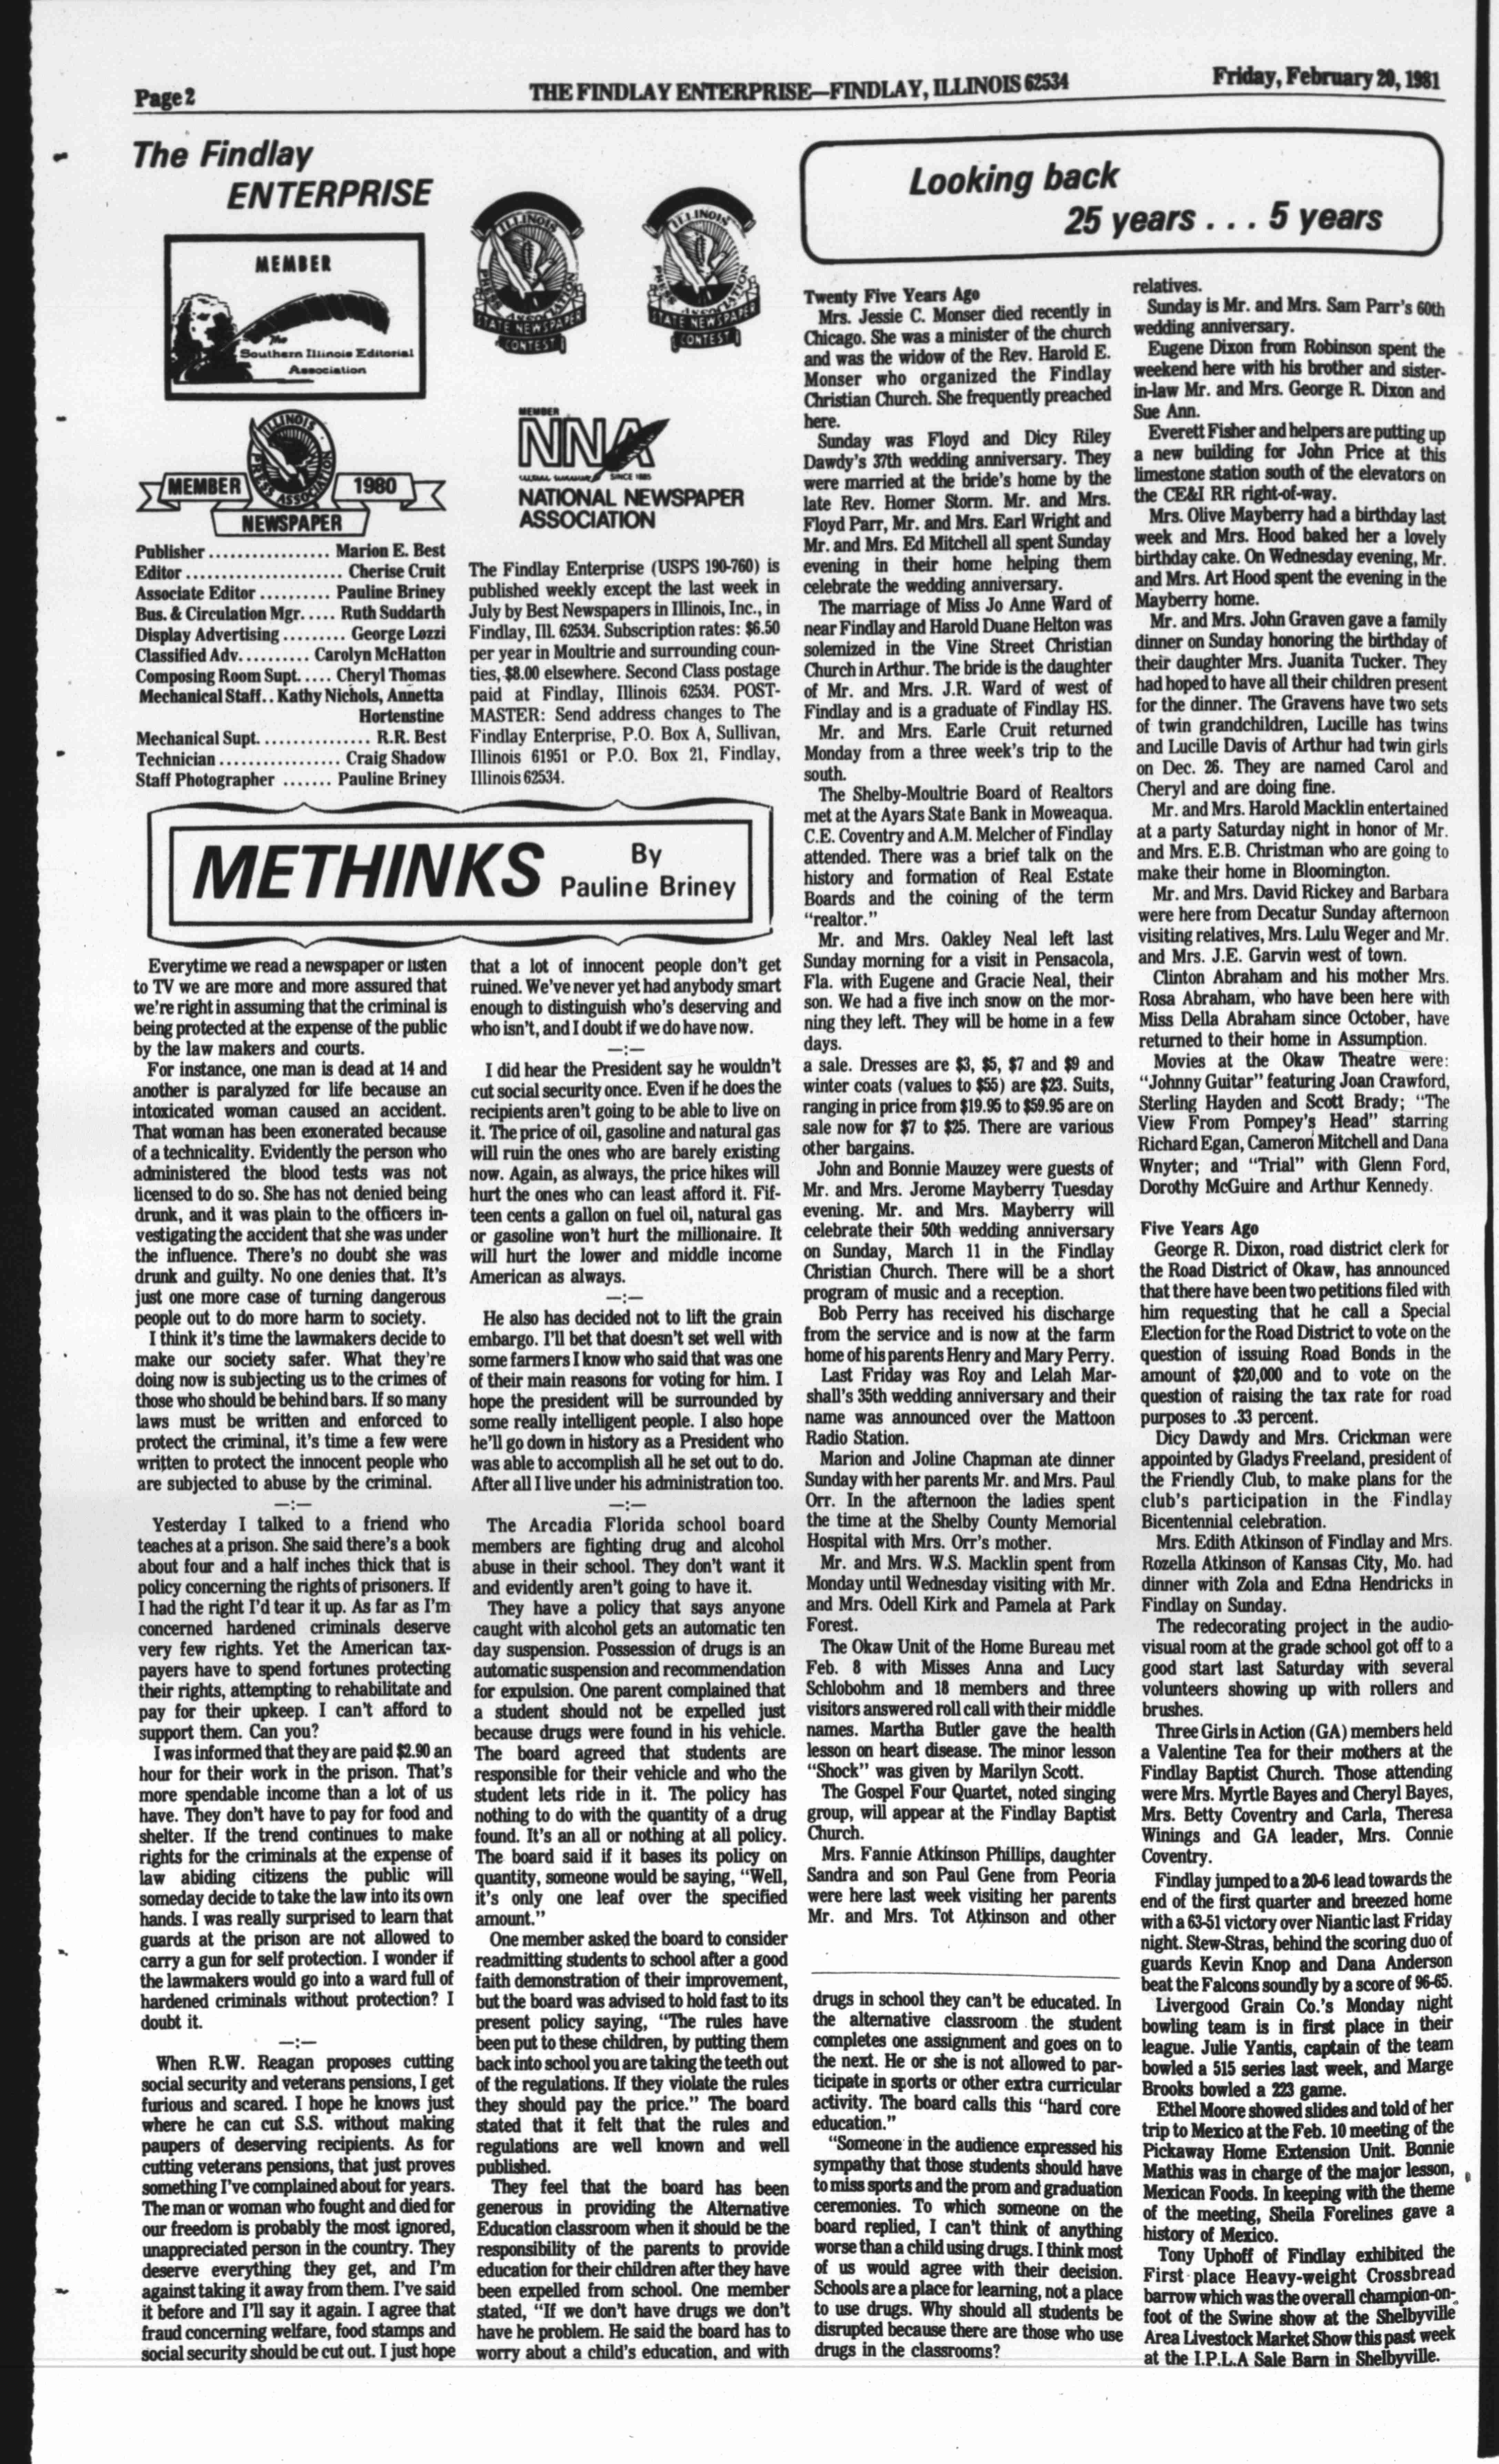 Page 2
THE FINDLAY ENTERPRISE—FINDLAY, ILLINOIS 62534
Friday, February 20, 1981
The Findlay
ENTERPRISE
MEMBER
The
Southern Illinois Editorial
Association
ILLINOIS
PRESS ASSOCIATION
STATE NEWSPAPER
CONTEST
ILLINOIS
PRESS ASSOCIATION
STATE NEWSPAPER
CONTEST
ILLINOIS
PRESS ASSOCIATION
MEMBER
1980
NEWSPAPER
MEMBER
NNA
SINCE 1885
NATIONAL NEWSPAPER
ASSOCIATION
Publisher ................ Marion E. Best
Editor ...................... Cherise Cruit
Associate Editor .......... Pauline Briney
Bus. & Circulation Mgr. .... Ruth Suddarth
Display Advertising ......... George Lozzi
Classified Adv. ......... Carolyn McHatton
Composing Room Supt. .... Cheryl Thomas
Mechanical Staff. . Kathy Nichols, Annetta
Hortenstine
Mechanical Supt. ............... R.R. Best
Technician ................. Craig Shadow
Staff Photographer ....... Pauline Briney
The Findlay Enterprise (USPS 190-760) is
published weekly except the last week in
July by Best Newspapers in Illinois, Inc., in
Findlay, Ill. 62534. Subscription rates: $6.50
per year in Moultrie and surrounding coun-
ties, $8.00 elsewhere. Second Class postage
paid at Findlay, Illinois 62534. POST-
MASTER: Send address changes to The
Findlay Enterprise, P.O. Box A, Sullivan,
Illinois 61951 or P.O. Box 21, Findlay,
Illinois 62534.
METHINKS
By
Pauline Briney
Everytime we read a newspaper or listen
to TV we are more and more assured that
we're right in assuming that the criminal is
being protected at the expense of the public
by the law makers and courts.
For instance, one man is dead at 14 and
another is paralyzed for life because an
intoxicated woman caused an accident.
That woman has been exonerated because
of a technicality. Evidently the person who
administered the blood tests was not
licensed to do so. She has not denied being
drunk, and it was plain to the officers in-
vestigating the accident that she was under
the influence. There's no doubt she was
drunk and guilty. No one denies that. It's
just one more case of turning dangerous
people out to do more harm to society.
I think it's time the lawmakers decide to
make our society safer. What they're
doing now is subjecting us to the crimes of
those who should be behind bars. If so many
laws must be written and enforced to
protect the criminal, it's time a few were
written to protect the innocent people who
are subjected to abuse by the criminal.
—:—
Yesterday I talked to a friend who
teaches at a prison. She said there's a book
about four and a half inches thick that is
policy concerning the rights of prisoners. If
I had the right I'd tear it up. As far as I'm
concerned hardened criminals deserve
very few rights. Yet the American tax-
payers have to spend fortunes protecting
their rights, attempting to rehabilitate and
pay for their upkeep. I can't afford to
support them. Can you?
I was informed that they are paid $2.90 an
hour for their work in the prison. That's
more spendable income than a lot of us
have. They don't have to pay for food and
shelter. If the trend continues to make
rights for the criminals at the expense of
law abiding citizens the public will
someday decide to take the law into its own
hands. I was really surprised to learn that
guards at the prison are not allowed to
carry a gun for self protection. I wonder if
the lawmakers would go into a ward full of
hardened criminals without protection? I
doubt it.
—:—
When R.W. Reagan proposes cutting
social security and veterans pensions, I get
furious and scared. I hope he knows just
where he can cut S.S. without making
paupers of deserving recipients. As for
cutting veterans pensions, that just proves
something I've complained about for years.
The man or woman who fought and died for
our freedom is probably the most ignored,
unappreciated person in the country. They
deserve everything they get, and I'm
against taking it away from them. I've said
it before and I'll say it again. I agree that
fraud concerning welfare, food stamps and
social security should be cut out. I just hope
that a lot of innocent people don't get
ruined. We've never yet had anybody smart
enough to distinguish who's deserving and
who isn't, and I doubt if we do have now.
—:—
I did hear the President say he wouldn't
cut social security once. Even if he does the
recipients aren't going to be able to live on
it. The price of oil, gasoline and natural gas
will ruin the ones who are barely existing
now. Again, as always, the price hikes will
hurt the ones who can least afford it. Fif-
teen cents a gallon on fuel oil, natural gas
or gasoline won't hurt the millionaire. It
will hurt the lower and middle income
American as always.
—:—
He also has decided not to lift the grain
embargo. I'll bet that doesn't set well with
some farmers I know who said that was one
of their main reasons for voting for him. I
hope the president will be surrounded by
some really intelligent people. I also hope
he'll go down in history as a President who
was able to accomplish all he set out to do.
After all I live under his administration too.
—:—
The Arcadia Florida school board
members are fighting drug and alcohol
abuse in their school. They don't want it
and evidently aren't going to have it.
They have a policy that says anyone
caught with alcohol gets an automatic ten
day suspension. Possession of drugs is an
automatic suspension and recommendation
for expulsion. One parent complained that
a student should not be expelled just
because drugs were found in his vehicle.
The board agreed that students are
responsible for their vehicle and who the
student lets ride in it. The policy has
nothing to do with the quantity of a drug
found. It's an all or nothing at all policy.
The board said if it bases its policy on
quantity, someone would be saying, "Well,
it's only one leaf over the specified
amount."
One member asked the board to consider
readmitting students to school after a good
faith demonstration of their improvement,
but the board was advised to hold fast to its
present policy saying, "The rules have
been put to these children, by putting them
back into school you are taking the teeth out
of the regulations. If they violate the rules
they should pay the price." The board
stated that it felt that the rules and
regulations are well known and well
published.
They feel that the board has been
generous in providing the Alternative
Education classroom when it should be the
responsibility of the parents to provide
education for their children after they have
been expelled from school. One member
stated, "If we don't have drugs we don't
have he problem. He said the board has to
worry about a child's education, and with
drugs in school they can't be educated. In
the alternative classroom the student
completes one assignment and goes on to
the next. He or she is not allowed to par-
ticipate in sports or other extra curricular
activity. The board calls this "hard core
education."
"Someone in the audience expressed his
sympathy that those students should have
to miss sports and the prom and graduation
ceremonies. To which someone on the
board replied, I can't think of anything
worse than a child using drugs. I think most
of us would agree with their decision.
Schools are a place for learning, not a place
to use drugs. Why should all students be
disrupted because there are those who use
drugs in the classrooms?
Looking back
25 years . . . 5 years
Twenty Five Years Ago
Mrs. Jessie C. Monser died recently in
Chicago. She was a minister of the church
and was the widow of the Rev. Harold E.
Monser who organized the Findlay
Christian Church. She frequently preached
here.
Sunday was Floyd and Dicy Riley
Dawdy's 37th wedding anniversary. They
were married at the bride's home by the
late Rev. Homer Storm. Mr. and Mrs.
Floyd Parr, Mr. and Mrs. Earl Wright and
Mr. and Mrs. Ed Mitchell all spent Sunday
evening in their home helping them
celebrate the wedding anniversary.
The marriage of Miss Jo Anne Ward of
near Findlay and Harold Duane Helton was
solemized in the Vine Street Christian
Church in Arthur. The bride is the daughter
of Mr. and Mrs. J.R. Ward of west of
Findlay and is a graduate of Findlay HS.
Mr. and Mrs. Earle Cruit returned
Monday from a three week's trip to the
south.
The Shelby-Moultrie Board of Realtors
met at the Ayars State Bank in Moweaqua.
C.E. Coventry and A.M. Melcher of Findlay
attended. There was a brief talk on the
history and formation of Real Estate
Boards and the coining of the term
"realtor."
Mr. and Mrs. Oakley Neal left last
Sunday morning for a visit in Pensacola,
Fla. with Eugene and Gracie Neal, their
son. We had a five inch snow on the mor-
ning they left. They will be home in a few
days.
a sale. Dresses are $3, $5, $7 and $9 and
winter coats (values to $55) are $23. Suits,
ranging in price from $19.95 to $59.95 are on
sale now for $7 to $25. There are various
other bargains.
John and Bonnie Mauzey were guests of
Mr. and Mrs. Jerome Mayberry Tuesday
evening. Mr. and Mrs. Mayberry will
celebrate their 50th wedding anniversary
on Sunday, March 11 in the Findlay
Christian Church. There will be a short
program of music and a reception.
Bob Perry has received his discharge
from the service and is now at the farm
home of his parents Henry and Mary Perry.
Last Friday was Roy and Lelah Mar-
shall's 35th wedding anniversary and their
name was announced over the Mattoon
Radio Station.
Marion and Joline Chapman ate dinner
Sunday with her parents Mr. and Mrs. Paul
Orr. In the afternoon the ladies spent
the time at the Shelby County Memorial
Hospital with Mrs. Orr's mother.
Mr. and Mrs. W.S. Macklin spent from
Monday until Wednesday visiting with Mr.
and Mrs. Odell Kirk and Pamela at Park
Forest.
The Okaw Unit of the Home Bureau met
Feb. 8 with Misses Anna and Lucy
Schlobohm and 18 members and three
visitors answered roll call with their middle
names. Martha Butler gave the health
lesson on heart disease. The minor lesson
"Shock" was given by Marilyn Scott.
The Gospel Four Quartet, noted singing
group, will appear at the Findlay Baptist
Church.
Mrs. Fannie Atkinson Phillips, daughter
Sandra and son Paul Gene from Peoria
were here last week visiting her parents
Mr. and Mrs. Tot Atkinson and other
relatives.
Sunday is Mr. and Mrs. Sam Parr's 60th
wedding anniversary.
Eugene Dixon from Robinson spent the
weekend here with his brother and sister-
in-law Mr. and Mrs. George R. Dixon and
Sue Ann.
Everett Fisher and helpers are putting up
a new building for John Price at this
limestone station south of the elevators on
the CE&I RR right-of-way.
Mrs. Olive Mayberry had a birthday last
week and Mrs. Hood baked her a lovely
birthday cake. On Wednesday evening, Mr.
and Mrs. Art Hood spent the evening in the
Mayberry home.
Mr. and Mrs. John Graven gave a family
dinner on Sunday honoring the birthday of
their daughter Mrs. Juanita Tucker. They
had hoped to have all their children present
for the dinner. The Gravens have two sets
of twin grandchildren, Lucille has twins
and Lucille Davis of Arthur had twin girls
on Dec. 26. They are named Carol and
Cheryl and are doing fine.
Mr. and Mrs. Harold Macklin entertained
at a party Saturday night in honor of Mr.
and Mrs. E.B. Christman who are going to
make their home in Bloomington.
Mr. and Mrs. David Rickey and Barbara
were here from Decatur Sunday afternoon
visiting relatives, Mrs. Lulu Weger and Mr.
and Mrs. J.E. Garvin west of town.
Clinton Abraham and his mother Mrs.
Rosa Abraham, who have been here with
Miss Della Abraham since October, have
returned to their home in Assumption.
Movies at the Okaw Theatre were:
"Johnny Guitar" featuring Joan Crawford,
Sterling Hayden and Scott Brady; "The
View From Pompey's Head" starring
Richard Egan, Cameron Mitchell and Dana
Wnyter; and "Trial" with Glenn Ford,
Dorothy McGuire and Arthur Kennedy.
Five Years Ago
George R. Dixon, road district clerk for
the Road District of Okaw, has announced
that there have been two petitions filed with
him requesting that he call a Special
Election for the Road District to vote on the
question of issuing Road Bonds in the
amount of $20,000 and to vote on the
question of raising the tax rate for road
purposes to .33 percent.
Dicy Dawdy and Mrs. Crickman were
appointed by Gladys Freeland, president of
the Friendly Club, to make plans for the
club's participation in the Findlay
Bicentennial celebration.
Mrs. Edith Atkinson of Findlay and Mrs.
Rozella Atkinson of Kansas City, Mo. had
dinner with Zola and Edna Hendricks in
Findlay on Sunday.
The redecorating project in the audio-
visual room at the grade school got off to a
good start last Saturday with several
volunteers showing up with rollers and
brushes.
Three Girls in Action (GA) members held
a Valentine Tea for their mothers at the
Findlay Baptist Church. Those attending
were Mrs. Myrtle Bayes and Cheryl Bayes,
Mrs. Betty Coventry and Carla, Theresa
Winings and GA leader, Mrs. Connie
Coventry.
Findlay jumped to a 20-6 lead towards the
end of the first quarter and breezed home
with a 63-51 victory over Niantic last Friday
night. Stew-Stras, behind the scoring duo of
guards Kevin Knop and Dana Anderson
beat the Falcons soundly by a score of 96-65.
Livergood Grain Co.'s Monday night
bowling team is in first place in their
league. Julie Yantis, captain of the team
bowled a 515 series last week, and Marge
Brooks bowled a 223 game.
Ethel Moore showed slides and told of her
trip to Mexico at the Feb. 10 meeting of the
Pickaway Home Extension Unit. Bonnie
Mathis was in charge of the major lesson,
Mexican Foods. In keeping with the theme
of the meeting, Sheila Forelines gave a
history of Mexico.
Tony Uphoff of Findlay exhibited the
First place Heavy-weight Crossbread
barrow which was the overall champion-on-
foot of the Swine show at the Shelbyville
Area Livestock Market Show this past week
at the I.P.L.A Sale Barn in Shelbyville.